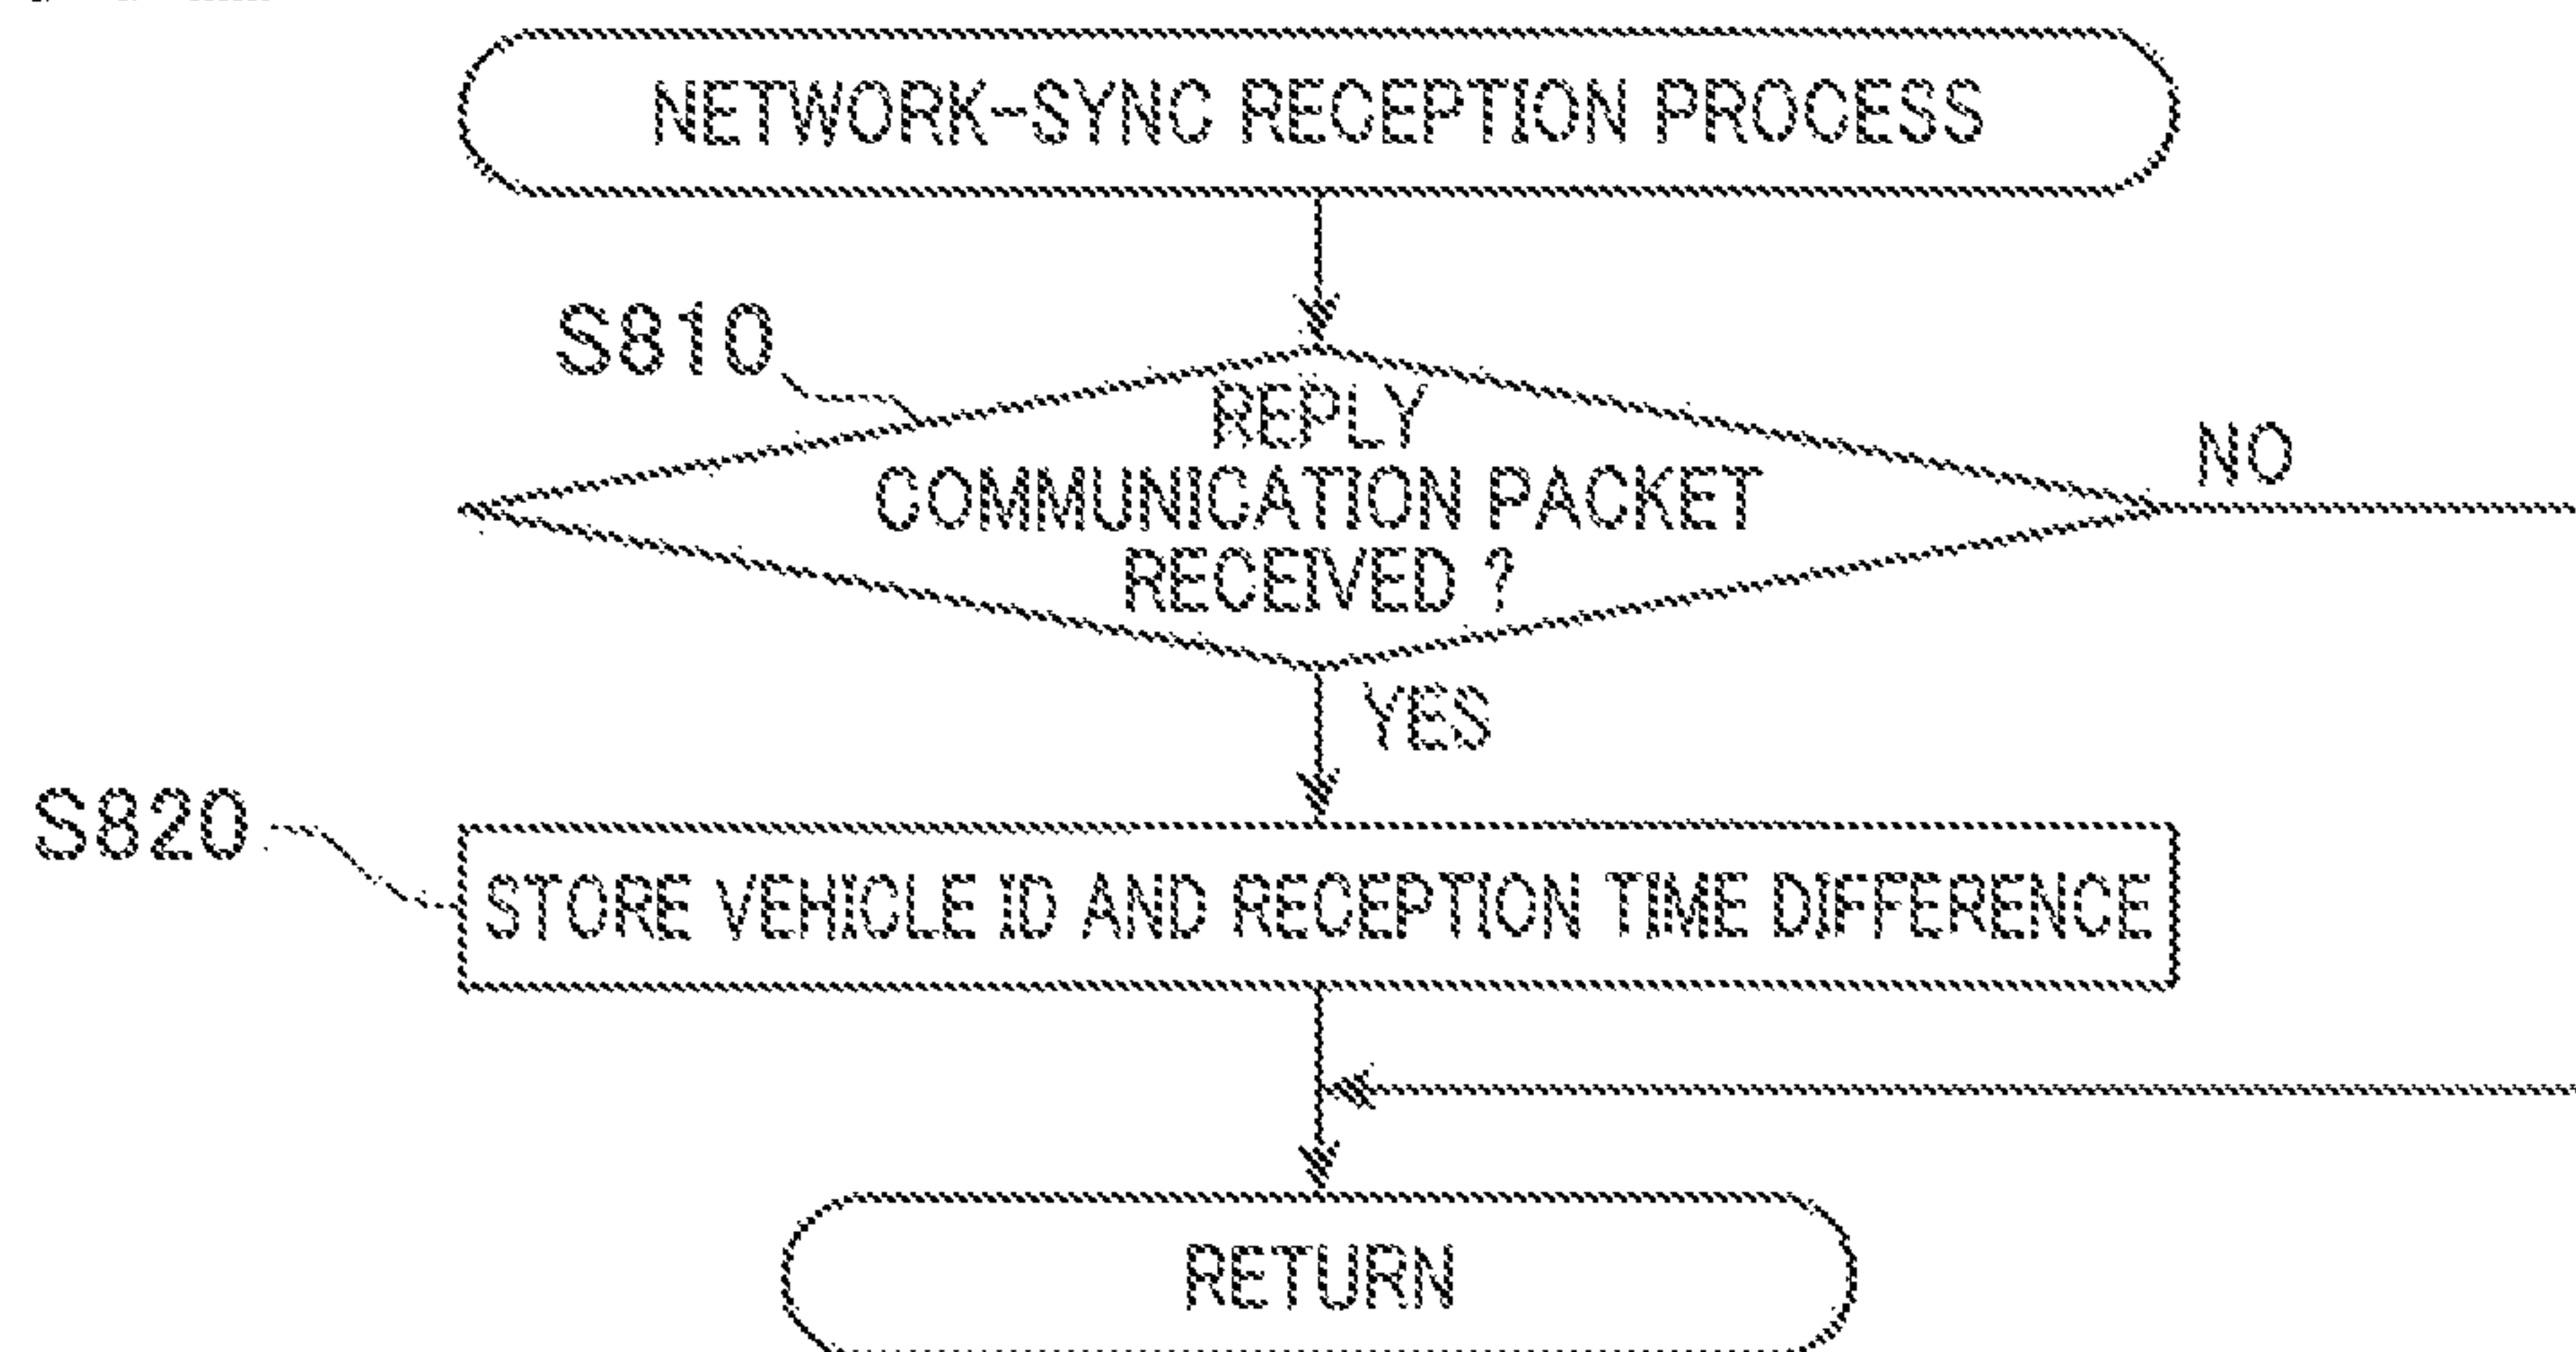 NETWORK-SYNC RECEPTION PROCESS
S810
REPLY
COMMUNICATION PACKET
RECEIVED ?
NO
YES
S820
STORE VEHICLE ID AND RECEPTION TIME DIFFERENCE
RETURN